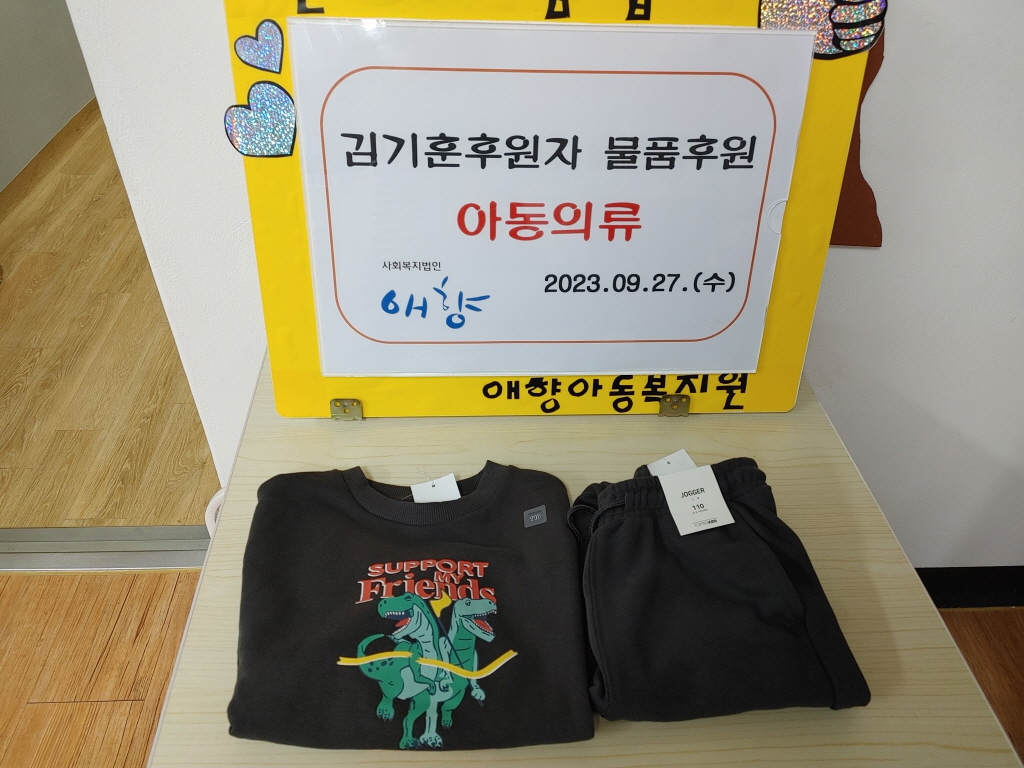 김기훈후원자 물품후원
아동의류
사회복지법인
애향
2023.09.27.(수)
애향아동복지원
SUPPORT
MY
Friends
JOGGER
110